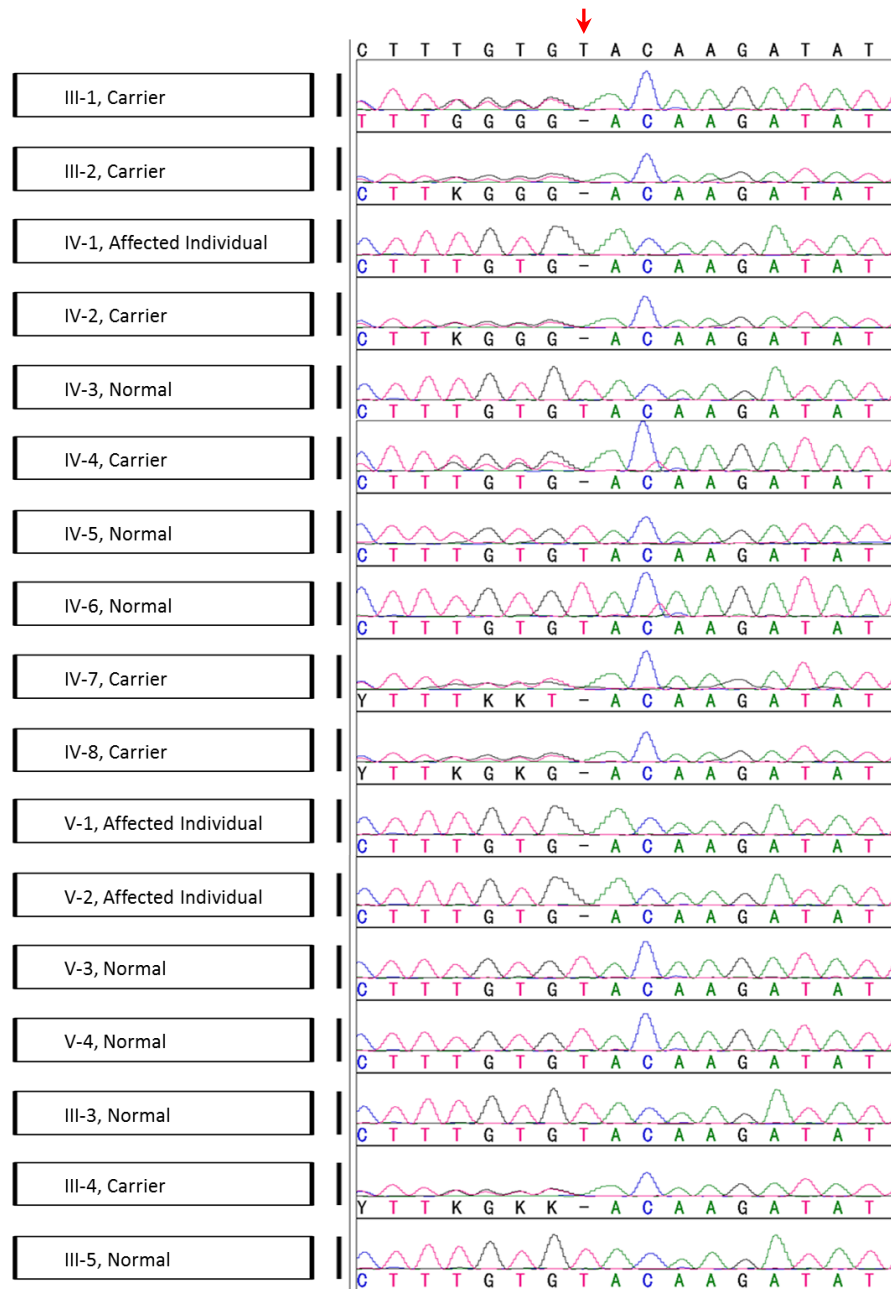 C T T T G T G T A C A A G A T A T
III-1, Carrier
T T T G G G G - A C A A G A T A T
III-2, Carrier
C T T K G G G - A C A A G A T A T
IV-1, Affected Individual
C T T T G T G - A C A A G A T A T
IV-2, Carrier
C T T K G G G - A C A A G A T A T
IV-3, Normal
C T T T G T G T A C A A G A T A T
IV-4, Carrier
C T T T G T G - A C A A G A T A T
IV-5, Normal
C T T T G T G T A C A A G A T A T
IV-6, Normal
C T T T G T G T A C A A G A T A T
IV-7, Carrier
Y T T T K K T - A C A A G A T A T
IV-8, Carrier
Y T T K G K G - A C A A G A T A T
V-1, Affected Individual
C T T T G T G - A C A A G A T A T
V-2, Affected Individual
C T T T G T G - A C A A G A T A T
V-3, Normal
C T T T G T G T A C A A G A T A T
V-4, Normal
C T T T G T G T A C A A G A T A T
III-3, Normal
C T T T G T G T A C A A G A T A T
III-4, Carrier
Y T T K G K K - A C A A G A T A T
III-5, Normal
C T T T G T G T A C A A G A T A T